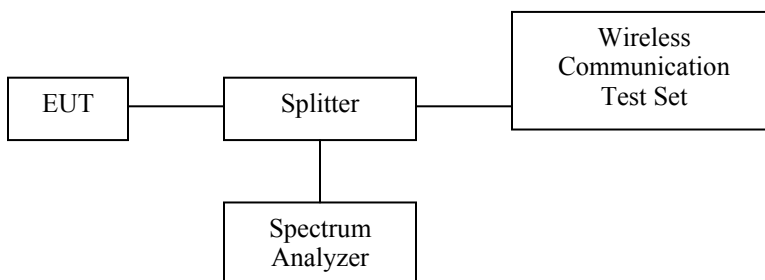 EUT
Splitter
Wireless
Communication
Test Set
Spectrum
Analyzer